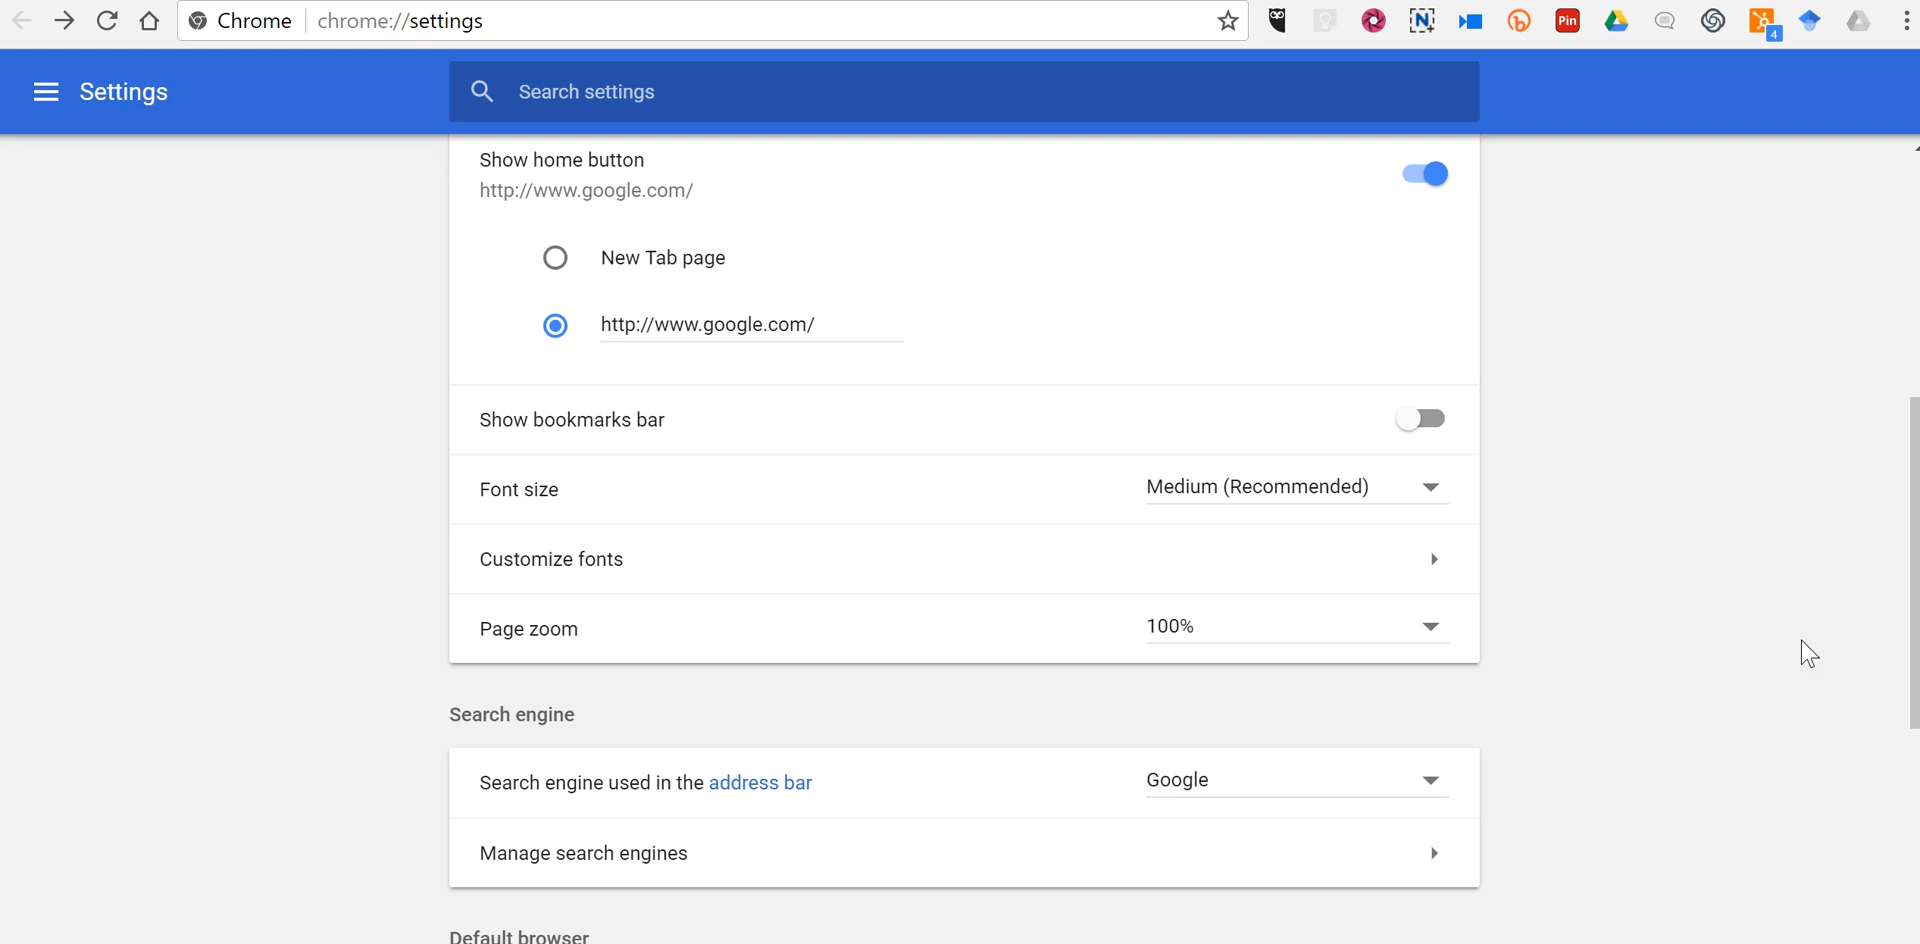 Chrome chrome://settings
Pin
4
Settings
Search settings
Show home button
http://www.google.com/
New Tab page
http://www.google.com/
Show bookmarks bar
Font size Medium (Recommended)
Customize fonts
Page zoom 100%
Search engine
Search engine used in the address bar Google
Manage search engines
Default browser